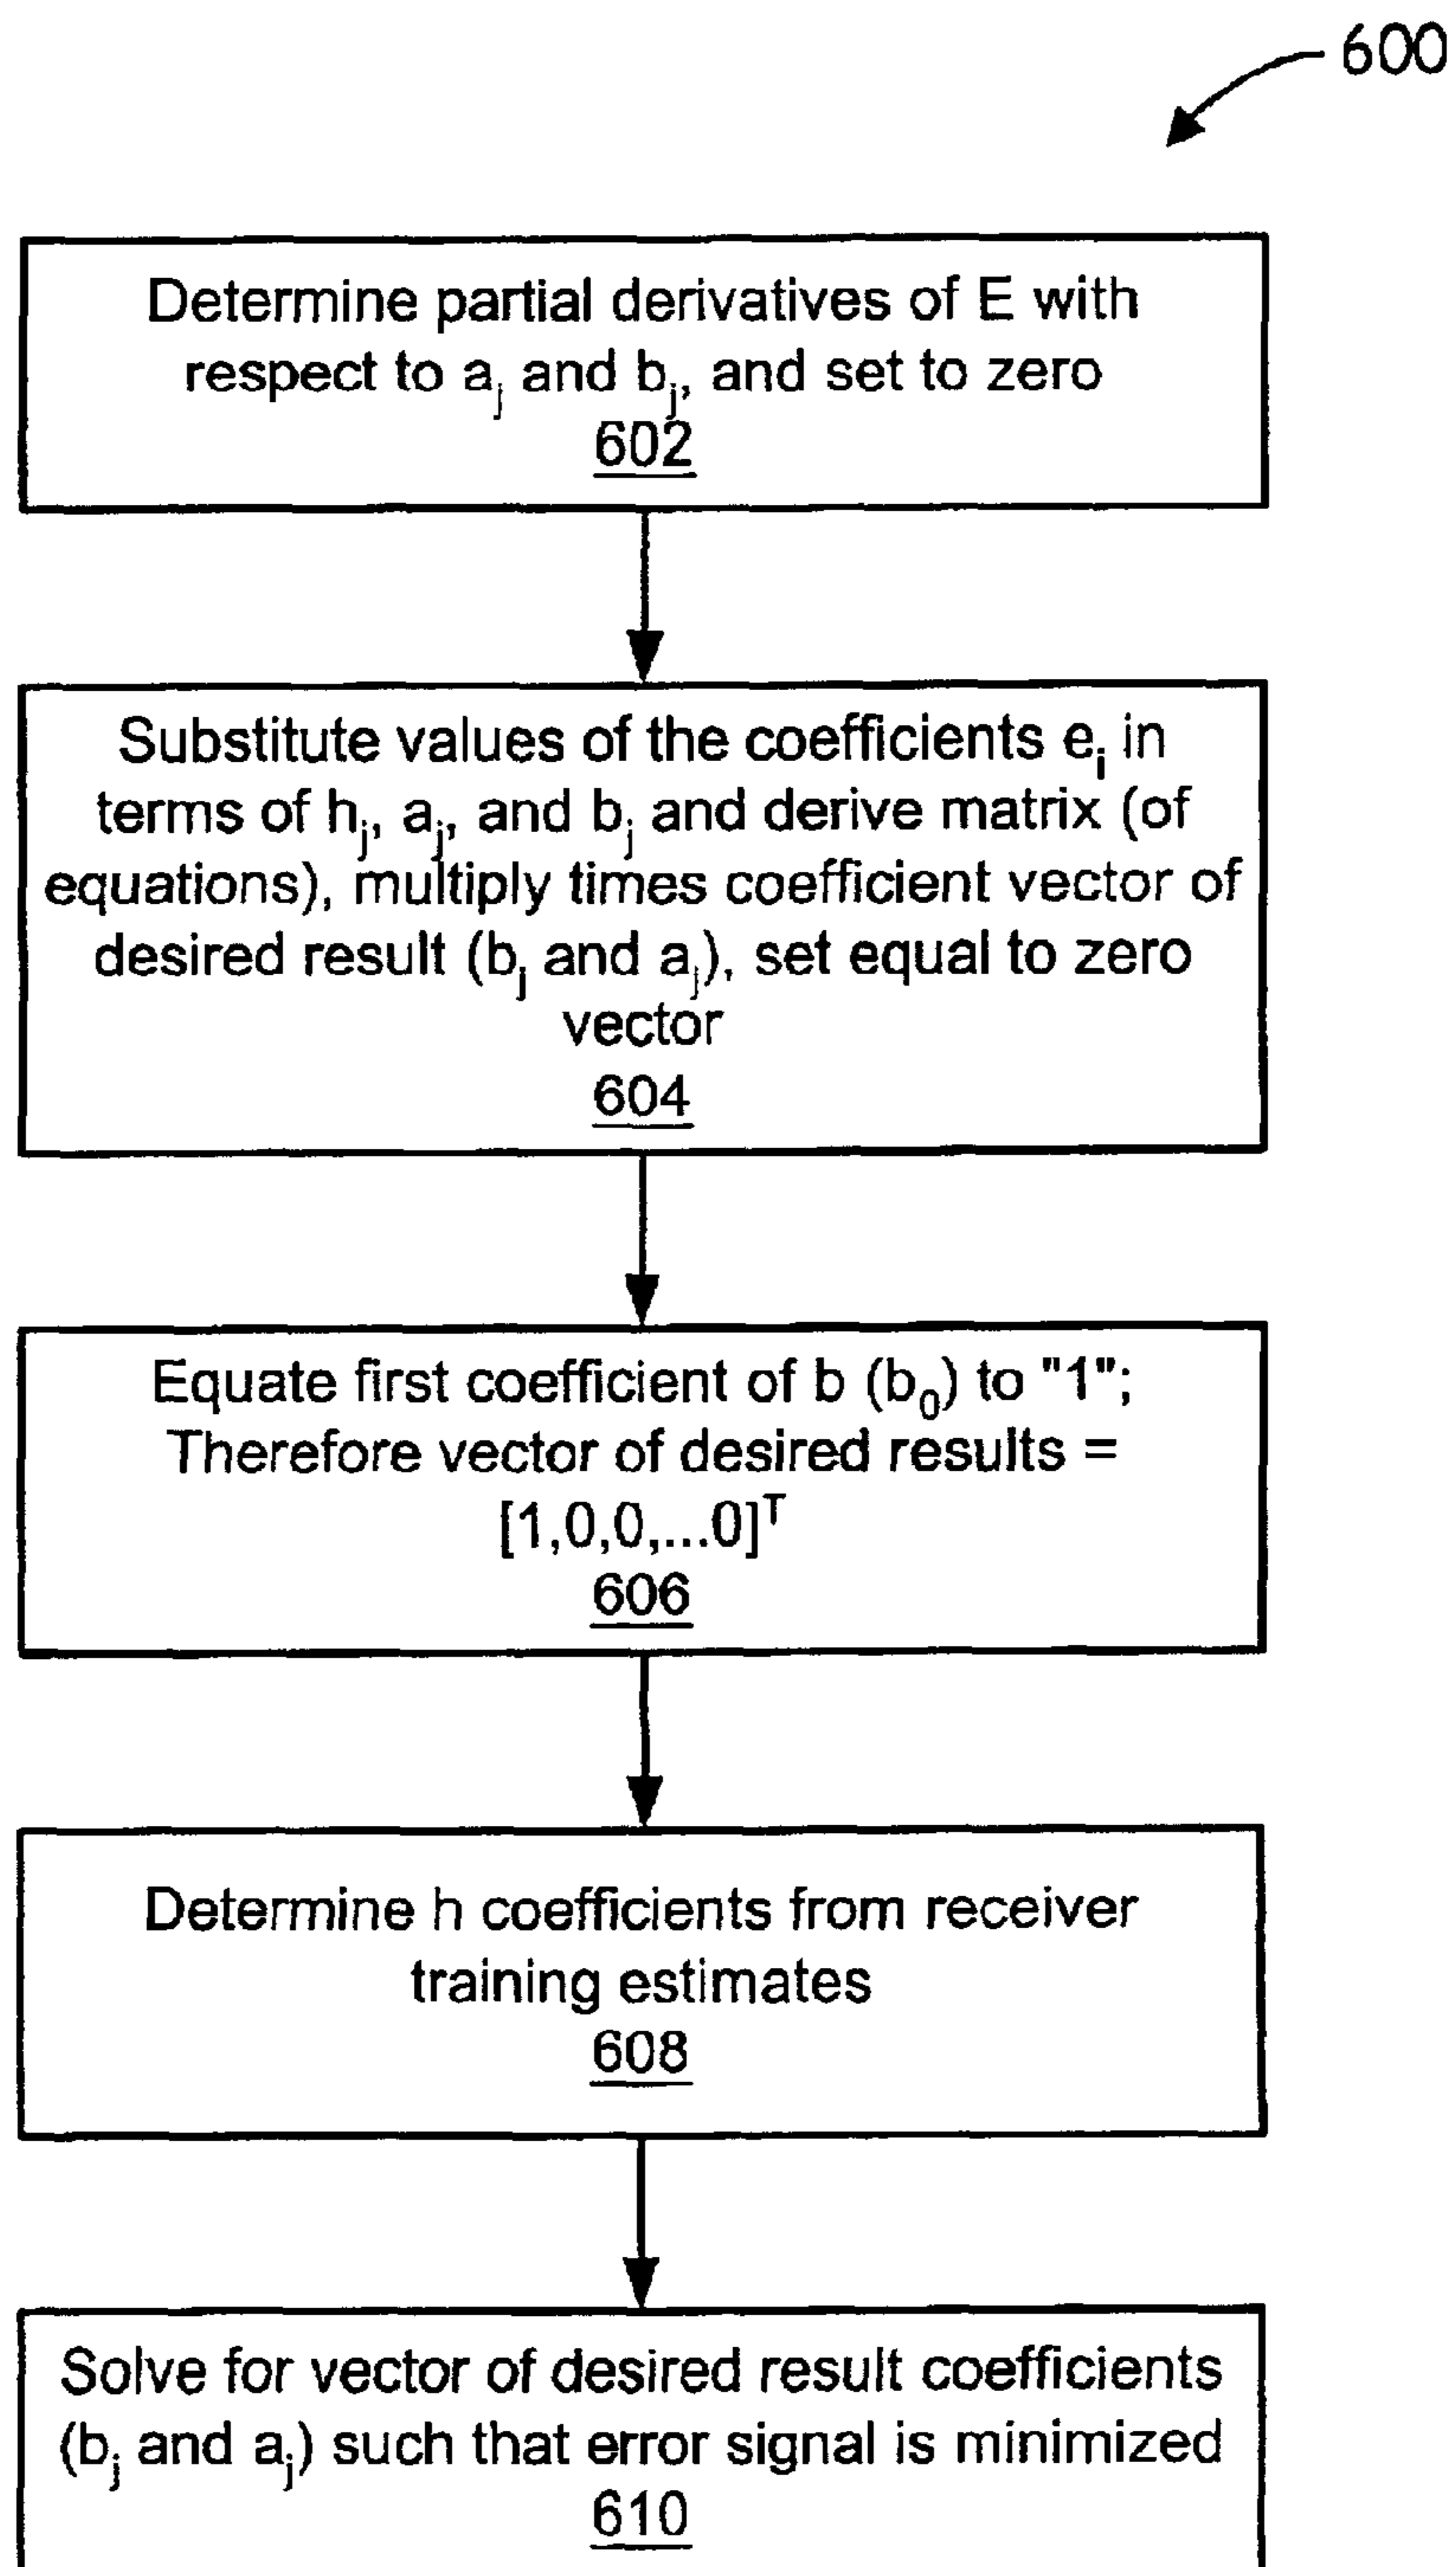 600
Determine partial derivatives of E with
respect to aⱼ and bⱼ, and set to zero
602
Substitute values of the coefficients eᵢ in
terms of hⱼ, aⱼ, and bⱼ and derive matrix (of
equations), multiply times coefficient vector of
desired result (bⱼ and aⱼ), set equal to zero
vector
604
Equate first coefficient of b (b₀) to "1";
Therefore vector of desired results =
[1,0,0,...0]ᵀ
606
Determine h coefficients from receiver
training estimates
608
Solve for vector of desired result coefficients
(bⱼ and aⱼ) such that error signal is minimized
610